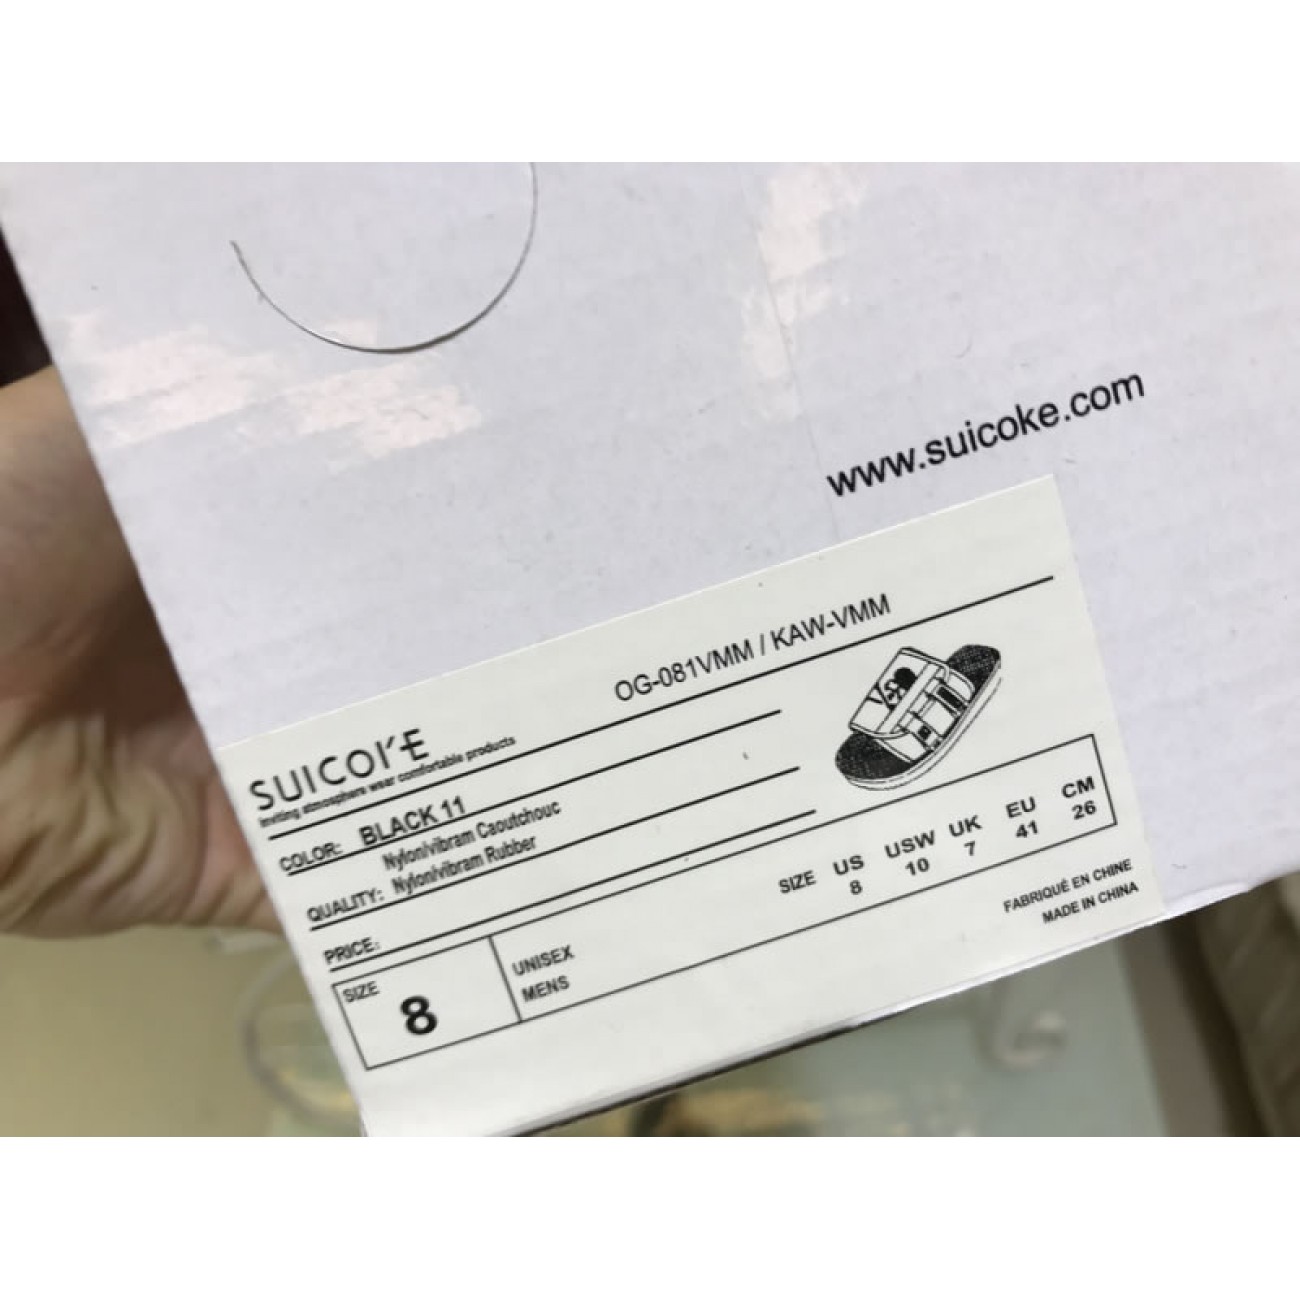 www.suicoke.com
OG-081VMM / KAW-VMM
SUICOKE
inviting atmosphere wear comfortable products
COLOR: BLACK 11
Nylon/vibram Caoutchouc
QUALITY: Nylon/vibram Rubber
PRICE:
SIZE 8
UNISEX
MENS
SIZE US USW UK EU CM
8 10 7 41 26
FABRIQUÉ EN CHINE
MADE IN CHINA